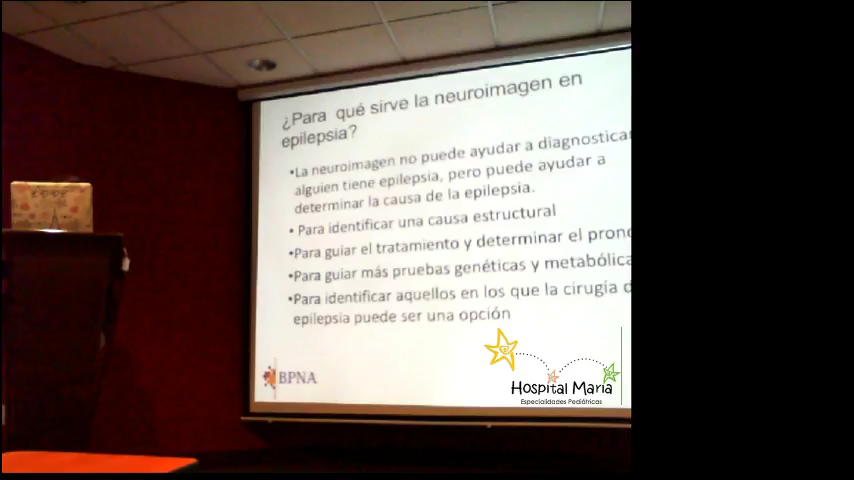 ¿Para qué sirve la neuroimagen en
epilepsia?
•La neuroimagen no puede ayudar a diagnosticar
alguien tiene epilepsia, pero puede ayudar a
determinar la causa de la epilepsia.
• Para identificar una causa estructural
•Para guiar el tratamiento y determinar el prono
•Para guiar más pruebas genéticas y metabólica
•Para identificar aquellos en los que la cirugía d
epilepsia puede ser una opción
BPNA
Hospital María
Especialidades Pediátricas